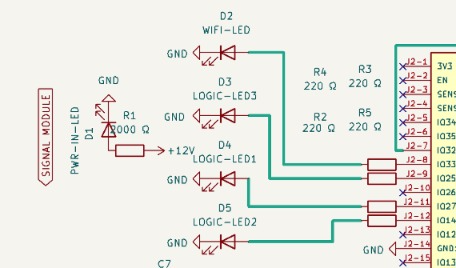 D2
WIFI-LED
GND
D3
LOGIC-LED3
GND
D4
LOGIC-LED1
GND
D5
LOGIC-LED2
GND
C7
SIGNAL MODULE
PWR-IN-LED
D1
GND
R1
2000 Ω
+12V
R4
220 Ω
R3
220 Ω
R2
220 Ω
R5
220 Ω
J2-1 3V3
J2-2 EN
J2-3
J2-4
J2-5 IO34
J2-6 IO35
J2-7 IO32
J2-8 IO33
J2-9 IO25
J2-10 IO26
J2-11 IO27
J2-12 IO14
J2-13 IO12
GND J2-14 GND
J2-15 IO13